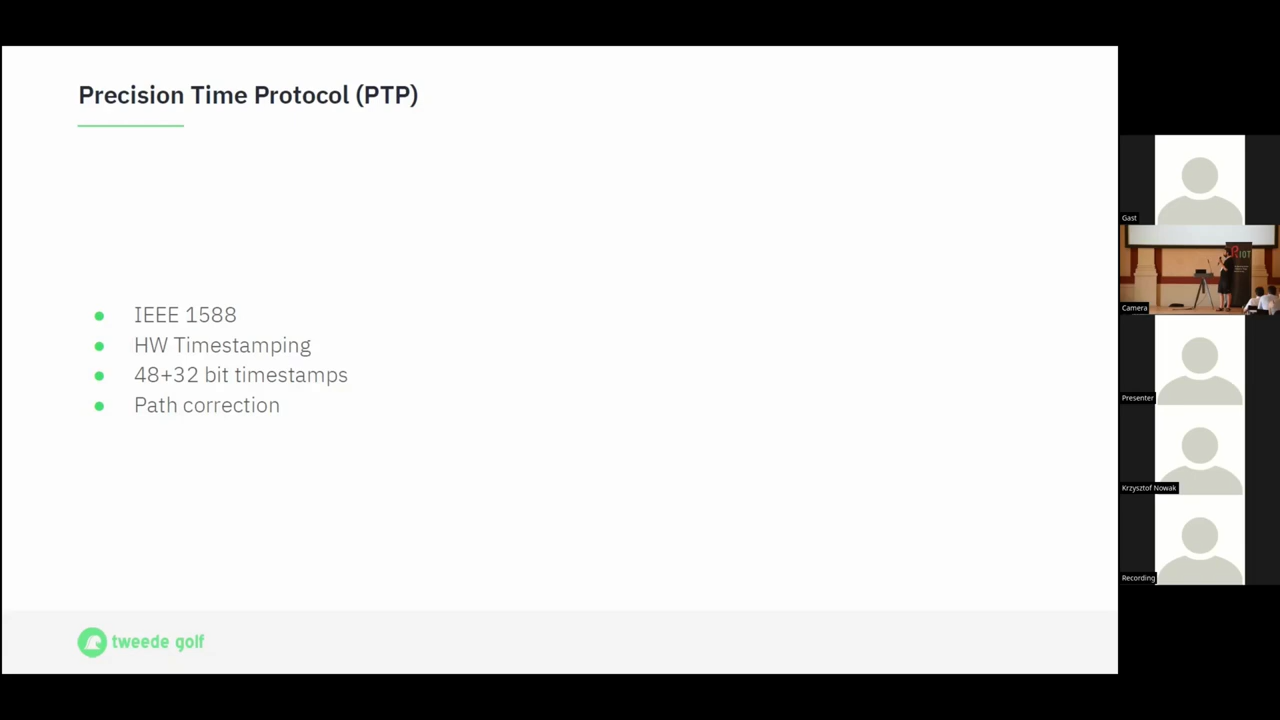 Precision Time Protocol (PTP)
IEEE 1588
HW Timestamping
48+32 bit timestamps
Path correction
tweede golf
Gast
RIOT
Camera
Presenter
Krzysztof Nowak
Recording